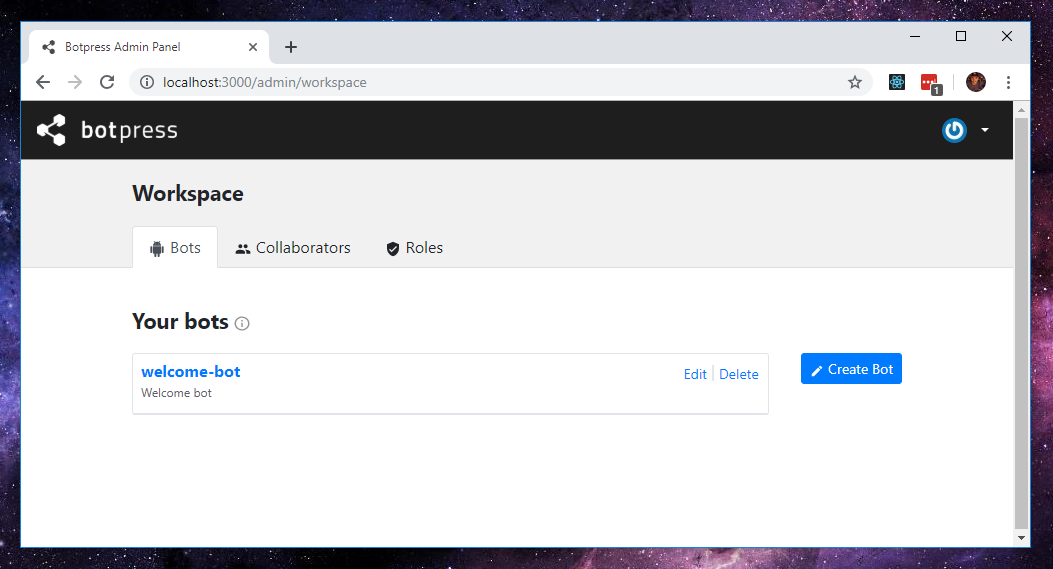 Botpress Admin Panel
localhost:3000/admin/workspace
1
botpress
Workspace
Bots Collaborators Roles
Your bots
welcome-bot Edit Delete Create Bot
Welcome bot